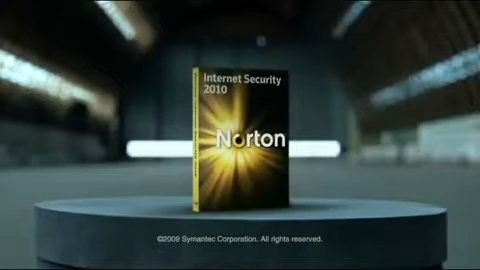 Internet Security
2010
Norton
©2009 Symantec Corporation. All rights reserved.